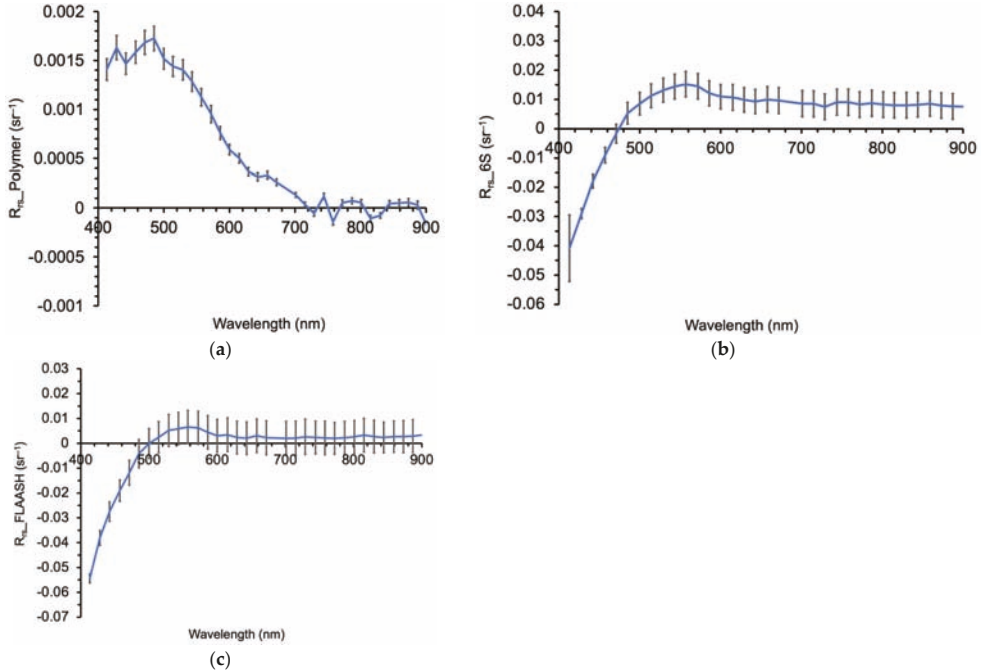 0.002
0.0015
0.001
0.0005
0
-0.0005
-0.001
400 500 600 700 800 900
Rrs_Polymer (sr⁻¹)
Wavelength (nm)
(a)
0.04
0.03
0.02
0.01
0
-0.01
-0.02
-0.03
-0.04
-0.05
-0.06
400 500 600 700 800 900
Rrs_6S (sr⁻¹)
Wavelength (nm)
(b)
0.03
0.02
0.01
0
-0.01
-0.02
-0.03
-0.04
-0.05
-0.06
-0.07
400 500 600 700 800 900
Rrs_FLAASH (sr⁻¹)
Wavelength (nm)
(c)